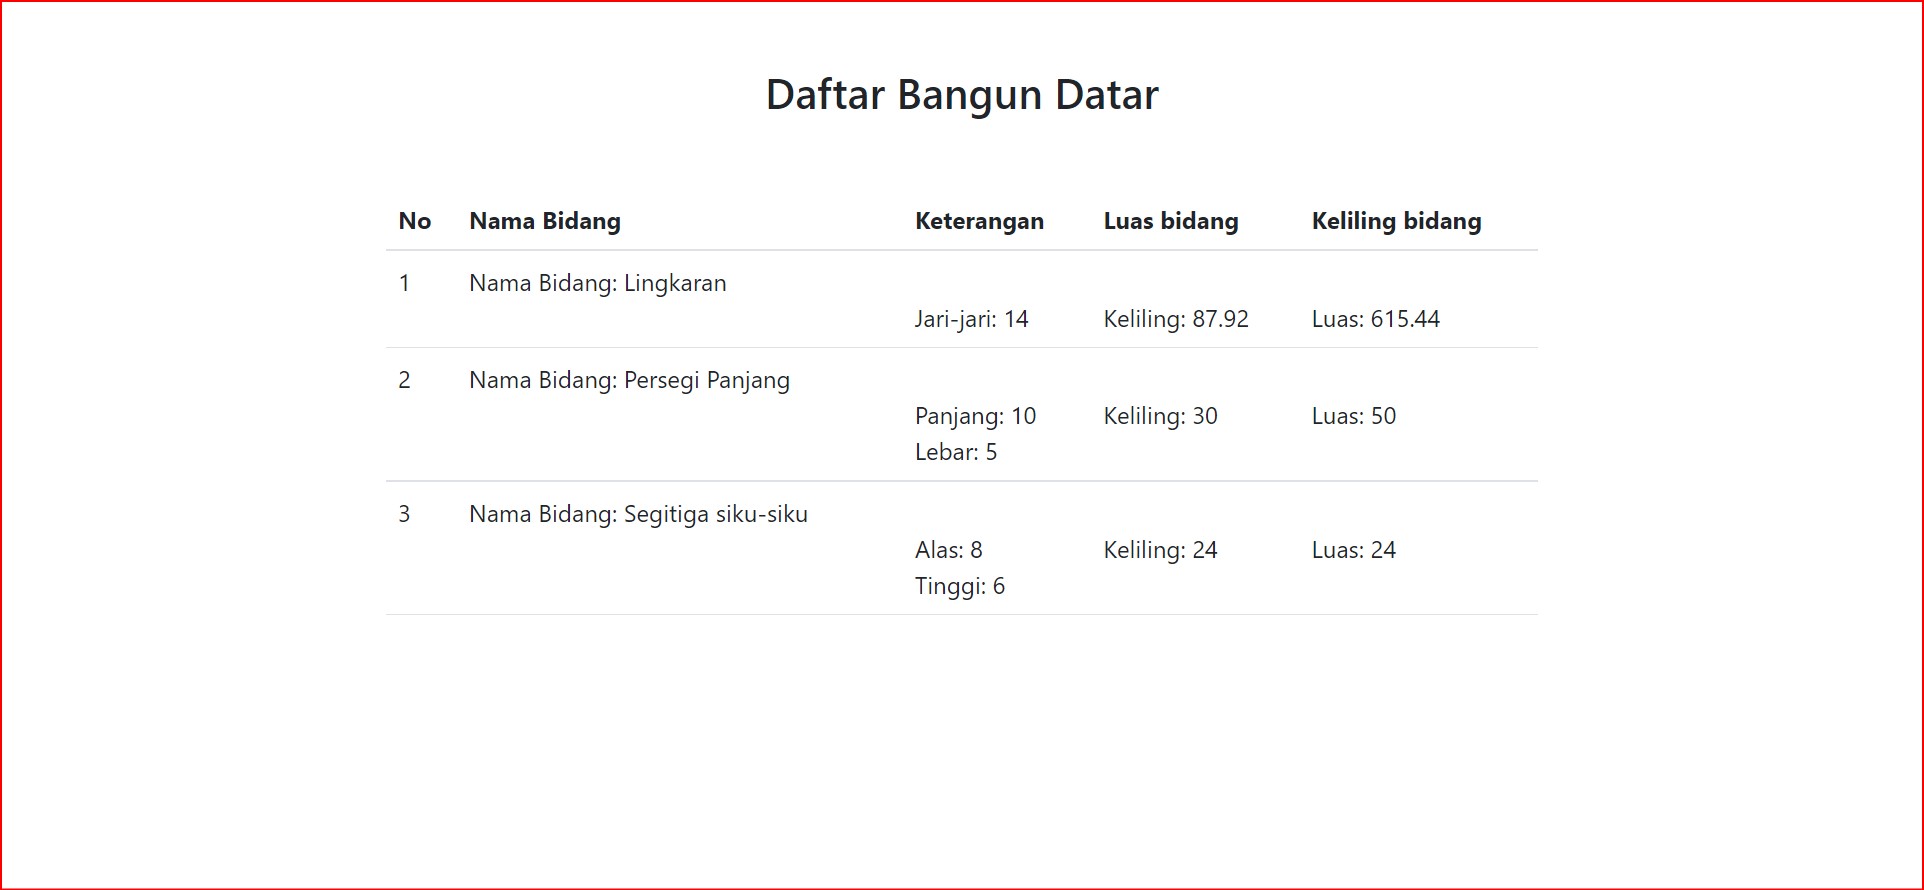 Daftar Bangun Datar
No Nama Bidang Keterangan Luas bidang Keliling bidang
1 Nama Bidang: Lingkaran
Jari-jari: 14 Keliling: 87.92 Luas: 615.44
2 Nama Bidang: Persegi Panjang
Panjang: 10 Keliling: 30 Luas: 50
Lebar: 5
3 Nama Bidang: Segitiga siku-siku
Alas: 8 Keliling: 24 Luas: 24
Tinggi: 6